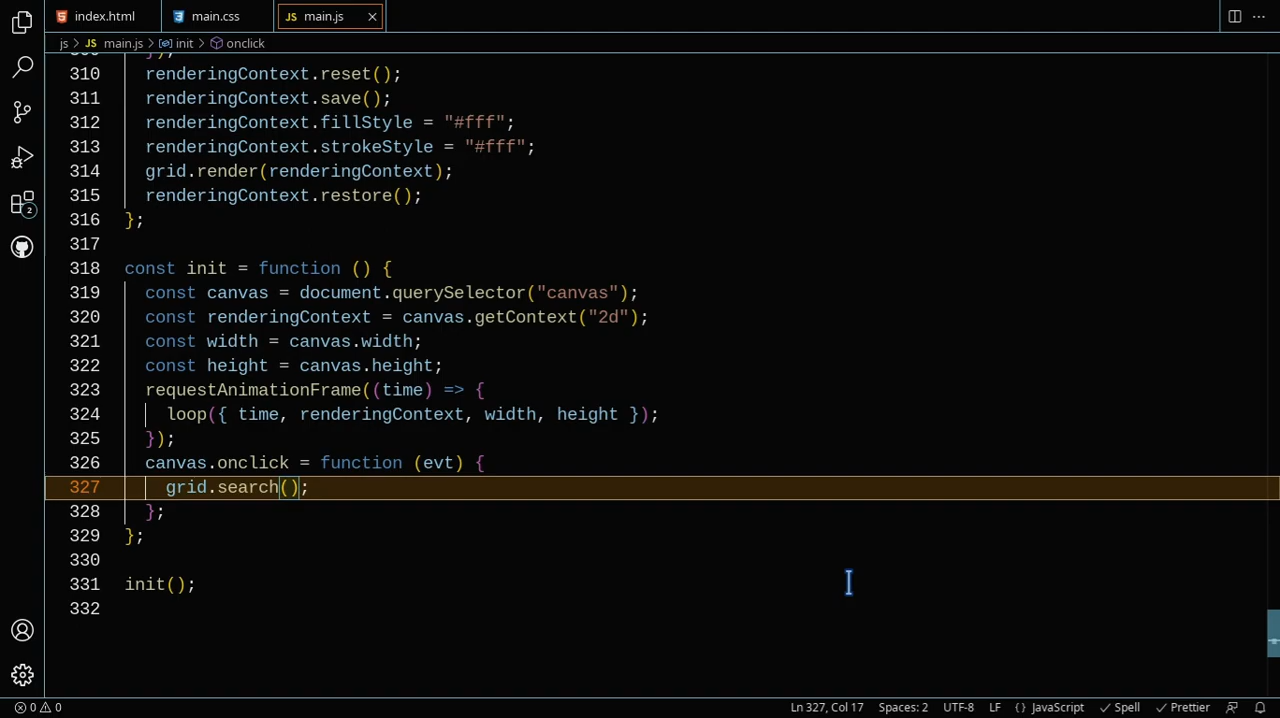 index.html
main.css
JS main.js
js > JS main.js > init > onclick
310 renderingContext.reset();
311 renderingContext.save();
312 renderingContext.fillStyle = "#fff";
313 renderingContext.strokeStyle = "#fff";
314 grid.render(renderingContext);
315 renderingContext.restore();
316 };
317
318 const init = function () {
319 const canvas = document.querySelector("canvas");
320 const renderingContext = canvas.getContext("2d");
321 const width = canvas.width;
322 const height = canvas.height;
323 requestAnimationFrame((time) => {
324 loop({ time, renderingContext, width, height });
325 });
326 canvas.onclick = function (evt) {
327 grid.search();
328 };
329 };
330
331 init();
332
2
0 0 Ln 327, Col 17 Spaces: 2 UTF-8 LF {} JavaScript Spell Prettier